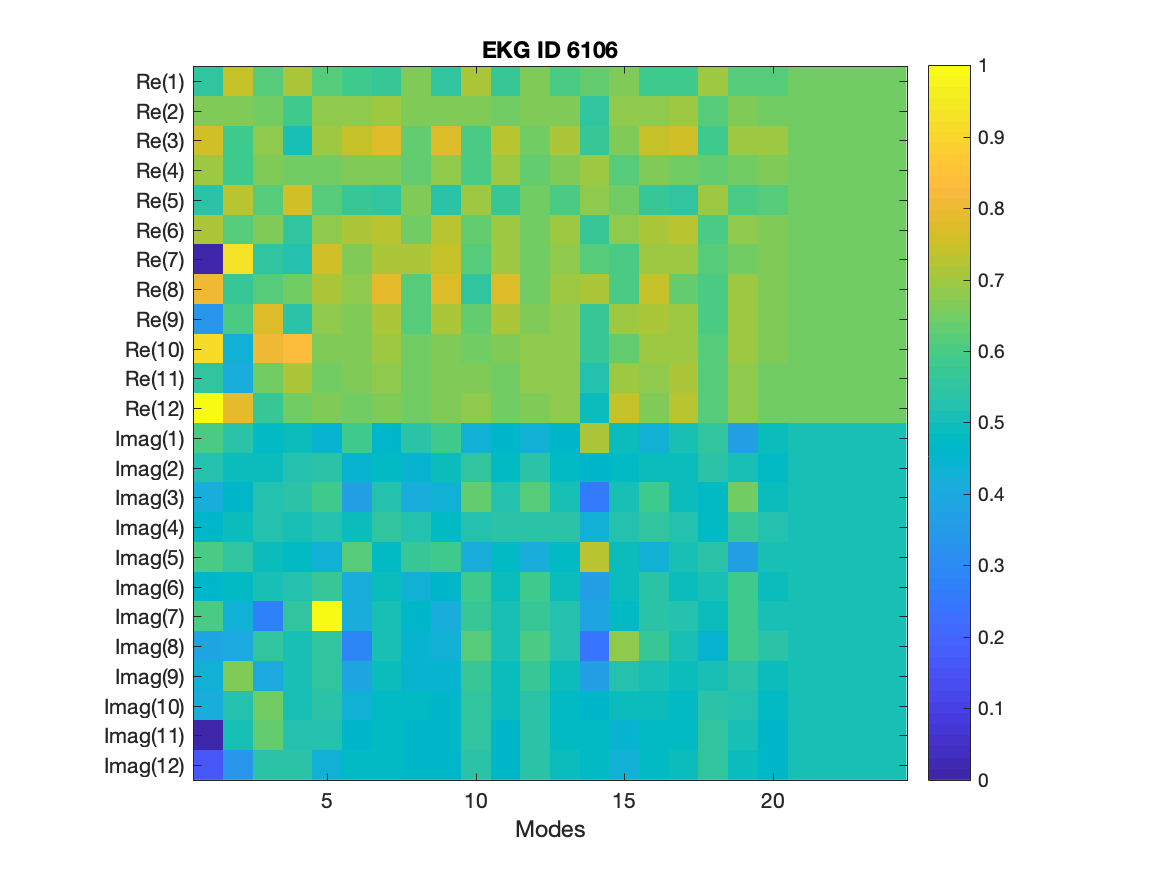 EKG ID 6106
Re(1)
Re(2)
Re(3)
Re(4)
Re(5)
Re(6)
Re(7)
Re(8)
Re(9)
Re(10)
Re(11)
Re(12)
Imag(1)
Imag(2)
Imag(3)
Imag(4)
Imag(5)
Imag(6)
Imag(7)
Imag(8)
Imag(9)
Imag(10)
Imag(11)
Imag(12)
5 10 15 20
Modes
1
0.9
0.8
0.7
0.6
0.5
0.4
0.3
0.2
0.1
0